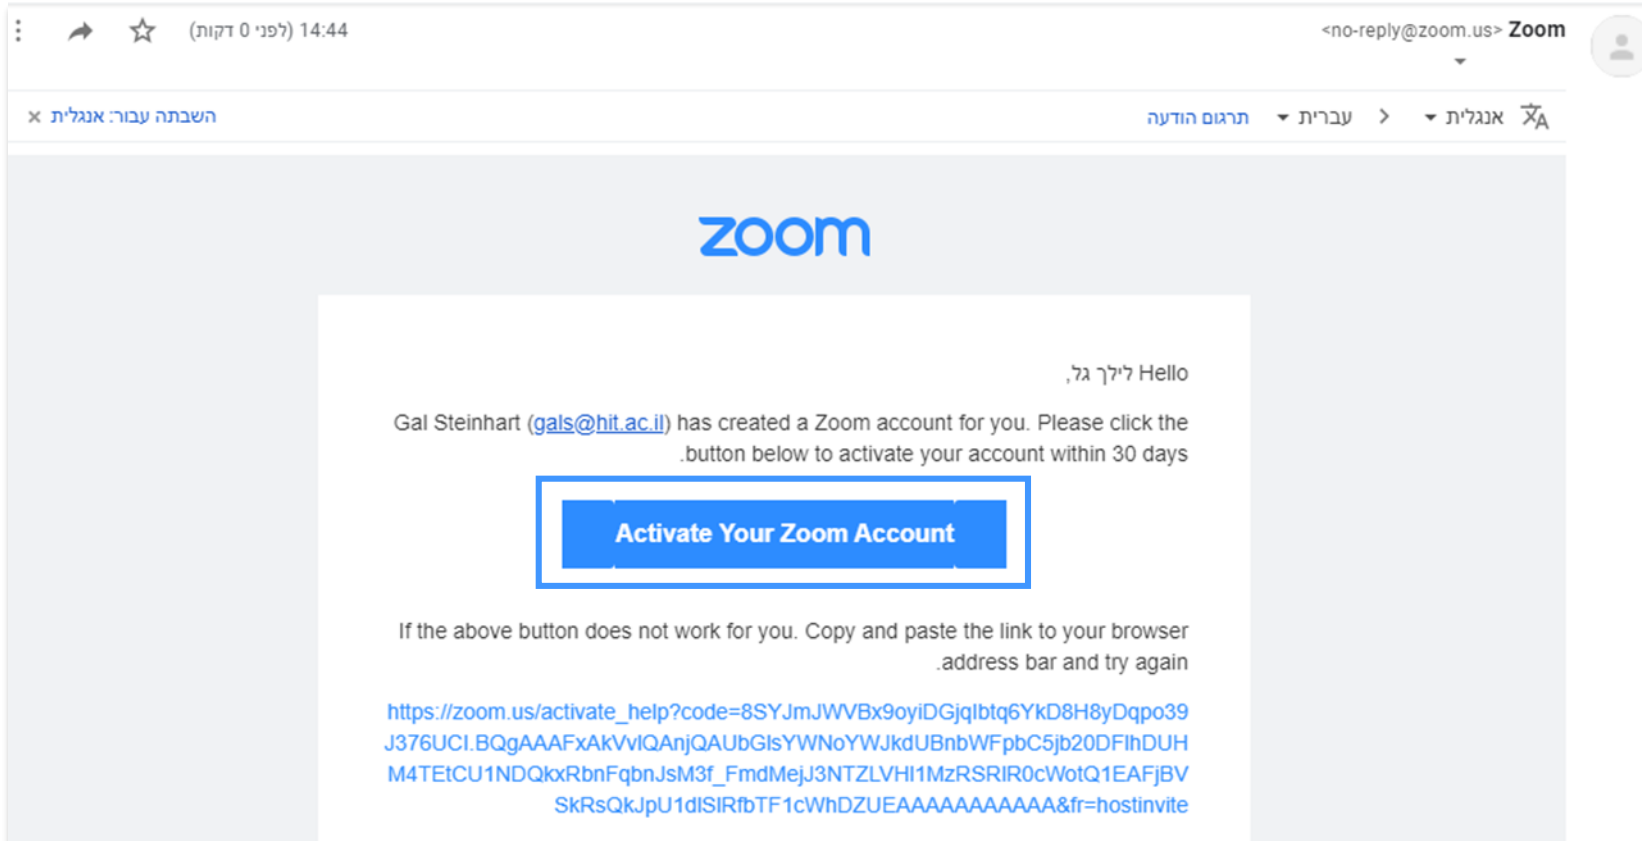 Zoom <no-reply@zoom.us>
14:44 (לפני 0 דקות)
אנגלית
עברית
תרגום הודעה
השבתה עבור: אנגלית
zoom
Hello לילך גל,
Gal Steinhart (gals@hit.ac.il) has created a Zoom account for you. Please click the
.button below to activate your account within 30 days
Activate Your Zoom Account
If the above button does not work for you. Copy and paste the link to your browser
.address bar and try again
https://zoom.us/activate_help?code=8SYJmJWVBx9oyiDGjqIbtq6YkD8H8yDqpo39
J376UCI.BQgAAAFxAkVvIQAnjQAUbGlsYWNoYWJkdUBnbWFpbC5jb20DFIhDUH
M4TEtCU1NDQkxRbnFqbnJsM3f_FmdMejJ3NTZLVHI1MzRSRIR0cWotQ1EAFjBV
SkRsQkJpU1dISIRfbTF1cWhDZUEAAAAAAAAAAA&fr=hostinvite